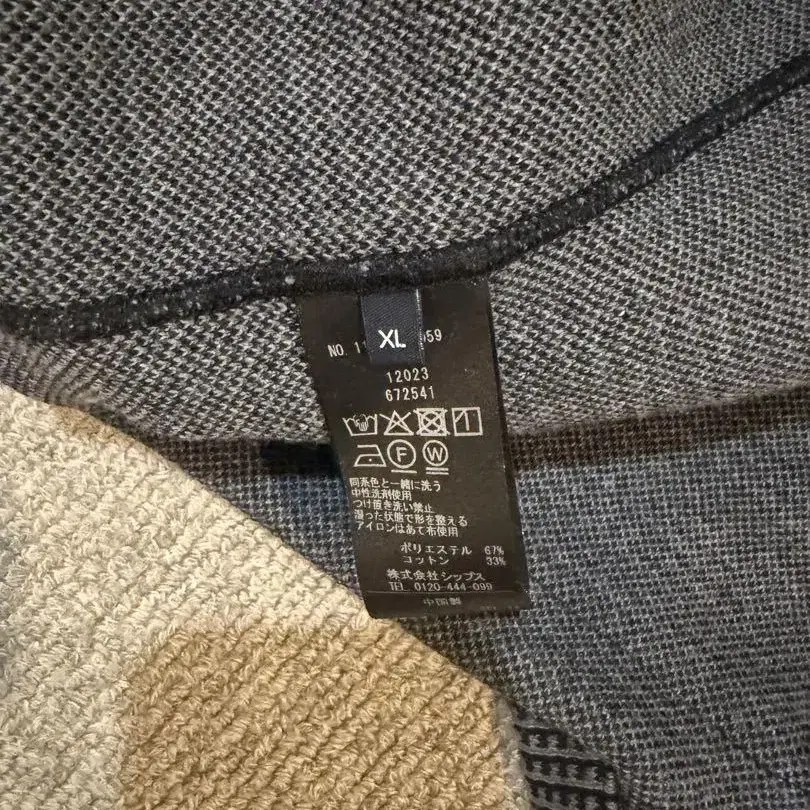 XL
NO. 11 059
12023
672541
F W
同系色と一緒に洗う
中性洗剤使用
つけ置き洗い禁止
湿った状態で形を整える
アイロンはあて布使用
ポリエステル 67%
コットン 33%
株式会社シップス
TEL 0120-444-099
中国製